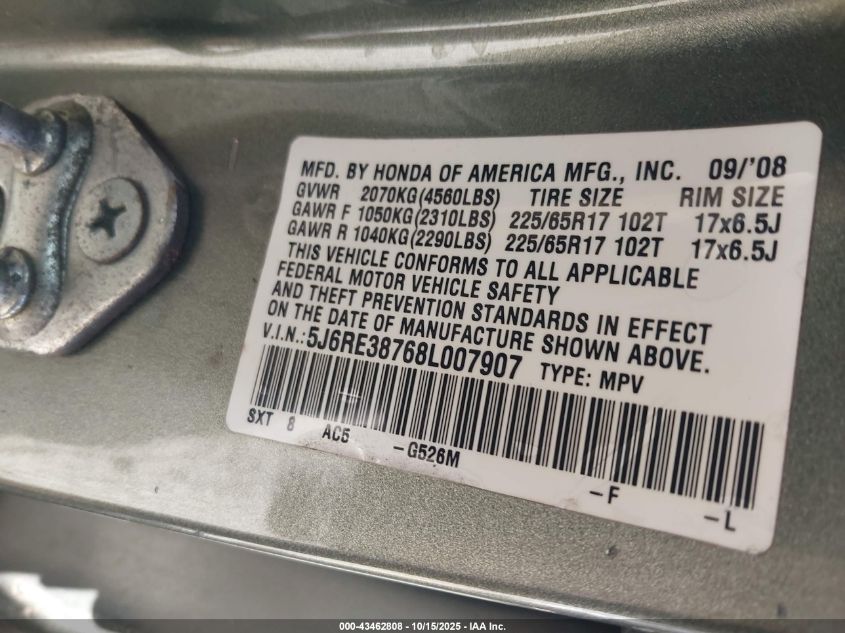 MFD. BY HONDA OF AMERICA MFG., INC. 09/'08
GVWR 2070KG(4560LBS) TIRE SIZE RIM SIZE
GAWR F 1050KG(2310LBS) 225/65R17 102T 17x6.5J
GAWR R 1040KG(2290LBS) 225/65R17 102T 17x6.5J
THIS VEHICLE CONFORMS TO ALL APPLICABLE
FEDERAL MOTOR VEHICLE SAFETY
AND THEFT PREVENTION STANDARDS IN EFFECT
ON THE DATE OF MANUFACTURE SHOWN ABOVE.
V.I.N.: 5J6RE38768L007907 TYPE: MPV
SXT 8 AC5 -G526M -F -L
000-43462808 - 10/15/2025 - IAA Inc.